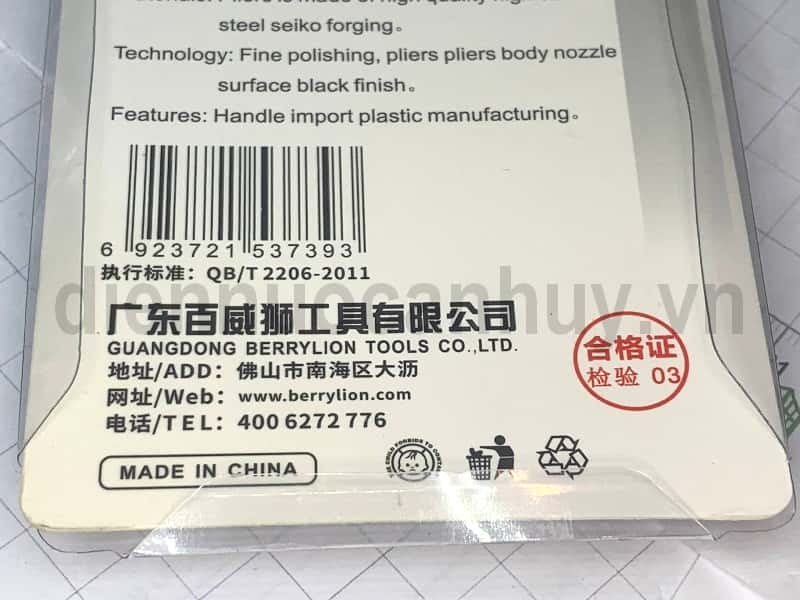 steel seiko forging。
Technology: Fine polishing, pliers pliers body nozzle
surface black finish。
Features: Handle import plastic manufacturing。
6 923721 537393
执行标准：QB/T 2206-2011
diennuocanhuy.vn
广东百威狮工具有限公司
GUANGDONG BERRYLION TOOLS CO.,LTD.
地址/ADD：佛山市南海区大沥
网址/Web：www.berrylion.com
电话/TEL：400 6272 776
合格证
检验 03
MADE IN CHINA